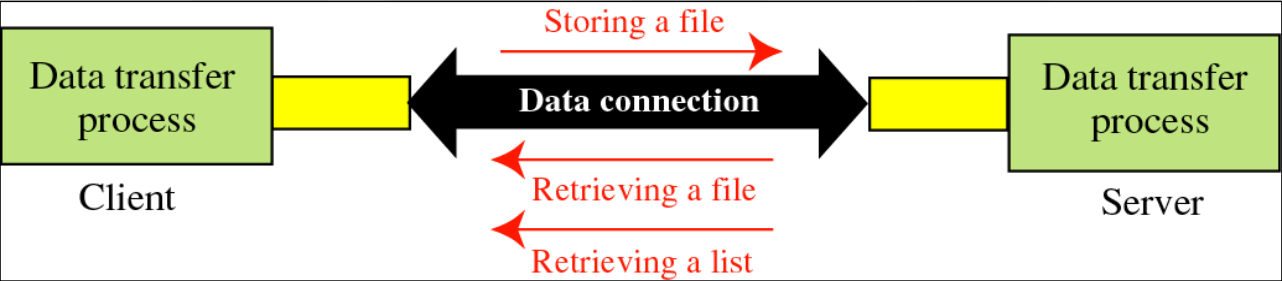 Storing a file
Data transfer
process
Data connection
Data transfer
process
Retrieving a file
Client
Server
Retrieving a list